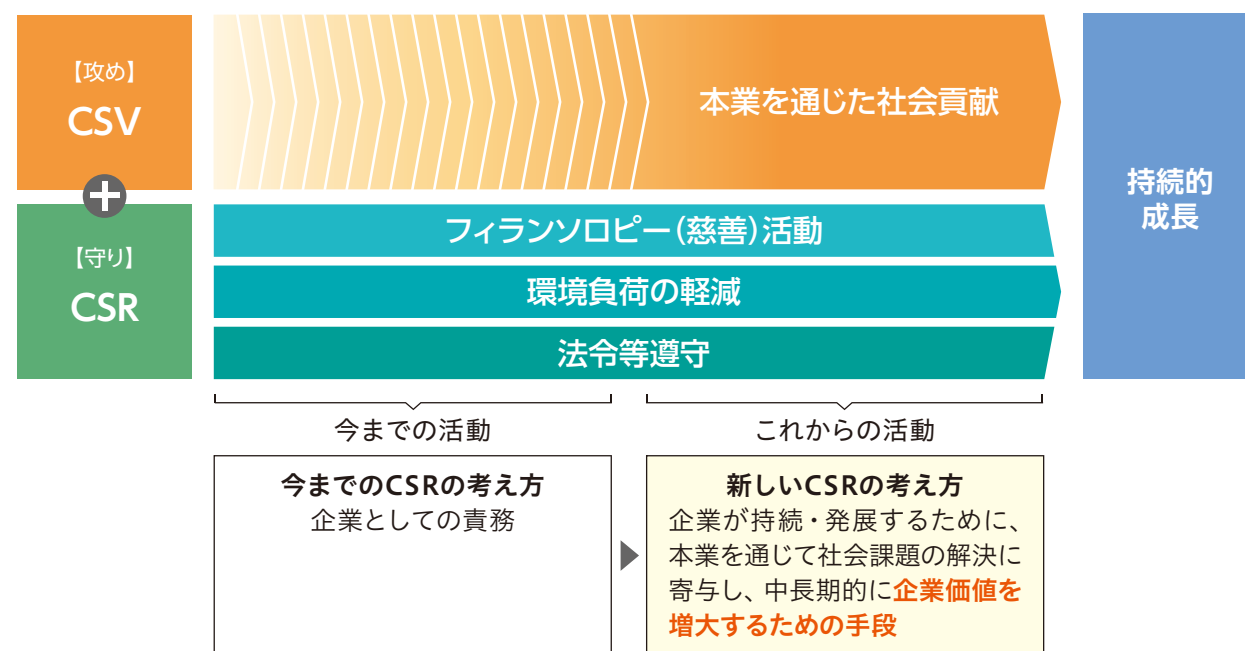 【攻め】
CSV
本業を通じた社会貢献
【守り】
CSR
フィランソロピー（慈善）活動
環境負荷の軽減
法令等遵守
持続的
成長
今までの活動
これからの活動
今までのCSRの考え方
企業としての責務
新しいCSRの考え方
企業が持続・発展するために、
本業を通じて社会課題の解決に
寄与し、中長期的に企業価値を
増大するための手段